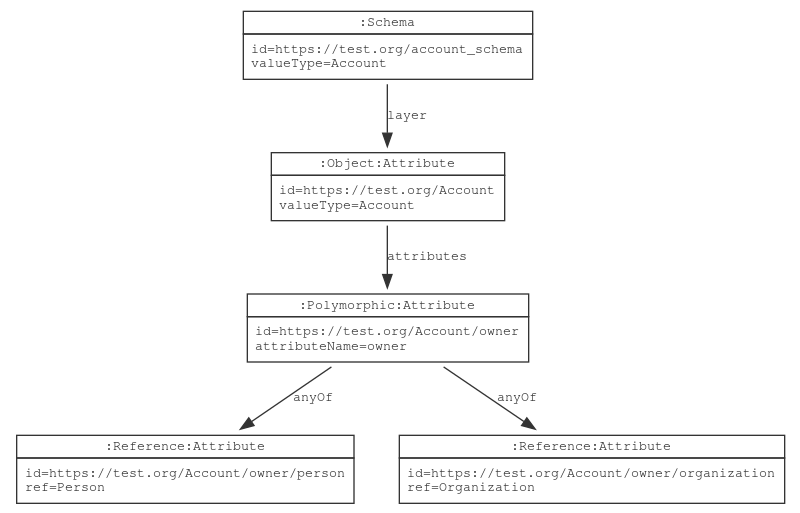 :Schema
id=https://test.org/account_schema
valueType=Account
layer
:Object:Attribute
id=https://test.org/Account
valueType=Account
attributes
:Polymorphic:Attribute
id=https://test.org/Account/owner
attributeName=owner
anyOf
anyOf
:Reference:Attribute
id=https://test.org/Account/owner/person
ref=Person
:Reference:Attribute
id=https://test.org/Account/owner/organization
ref=Organization